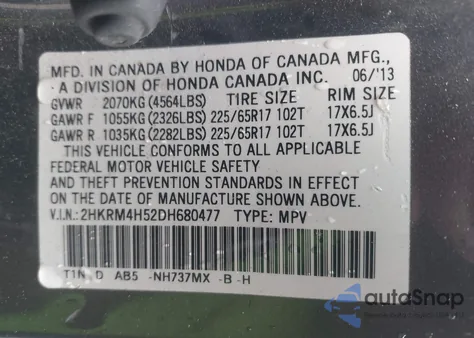 MFD. IN CANADA BY HONDA OF CANADA MFG.,
A DIVISION OF HONDA CANADA INC. 06/'13
GVWR 2070KG(4564LBS) TIRE SIZE RIM SIZE
GAWR F 1055KG(2326LBS) 225/65R17 102T 17X6.5J
GAWR R 1035KG(2282LBS) 225/65R17 102T 17X6.5J
THIS VEHICLE CONFORMS TO ALL APPLICABLE
FEDERAL MOTOR VEHICLE SAFETY
AND THEFT PREVENTION STANDARDS IN EFFECT
ON THE DATE OF MANUFACTURE SHOWN ABOVE.
V.I.N.: 2HKRM4H52DH680477 TYPE: MPV
D AB5 -NH737MX -B -H
autoSnap